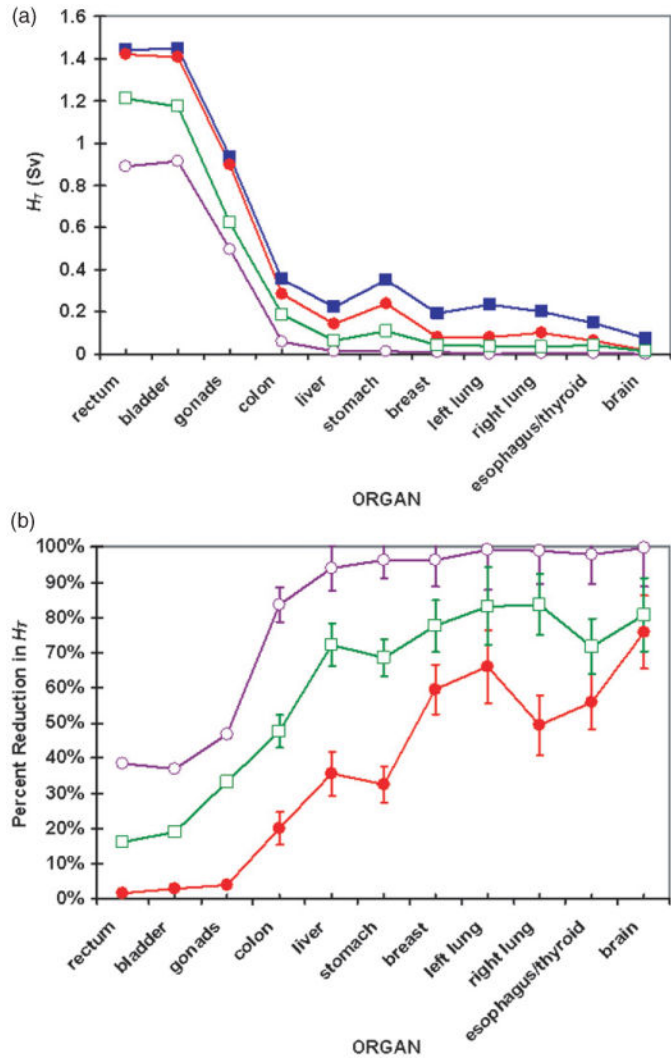 (a)
1.6
1.4
1.2
1
0.8
0.6
0.4
0.2
0
H_T (Sv)
rectum
bladder
gonads
colon
liver
stomach
breast
left lung
right lung
esophagus/thyroid
brain
ORGAN
(b)
100%
90%
80%
70%
60%
50%
40%
30%
20%
10%
0%
Percent Reduction in H_T
rectum
bladder
gonads
colon
liver
stomach
breast
left lung
right lung
esophagus/thyroid
brain
ORGAN